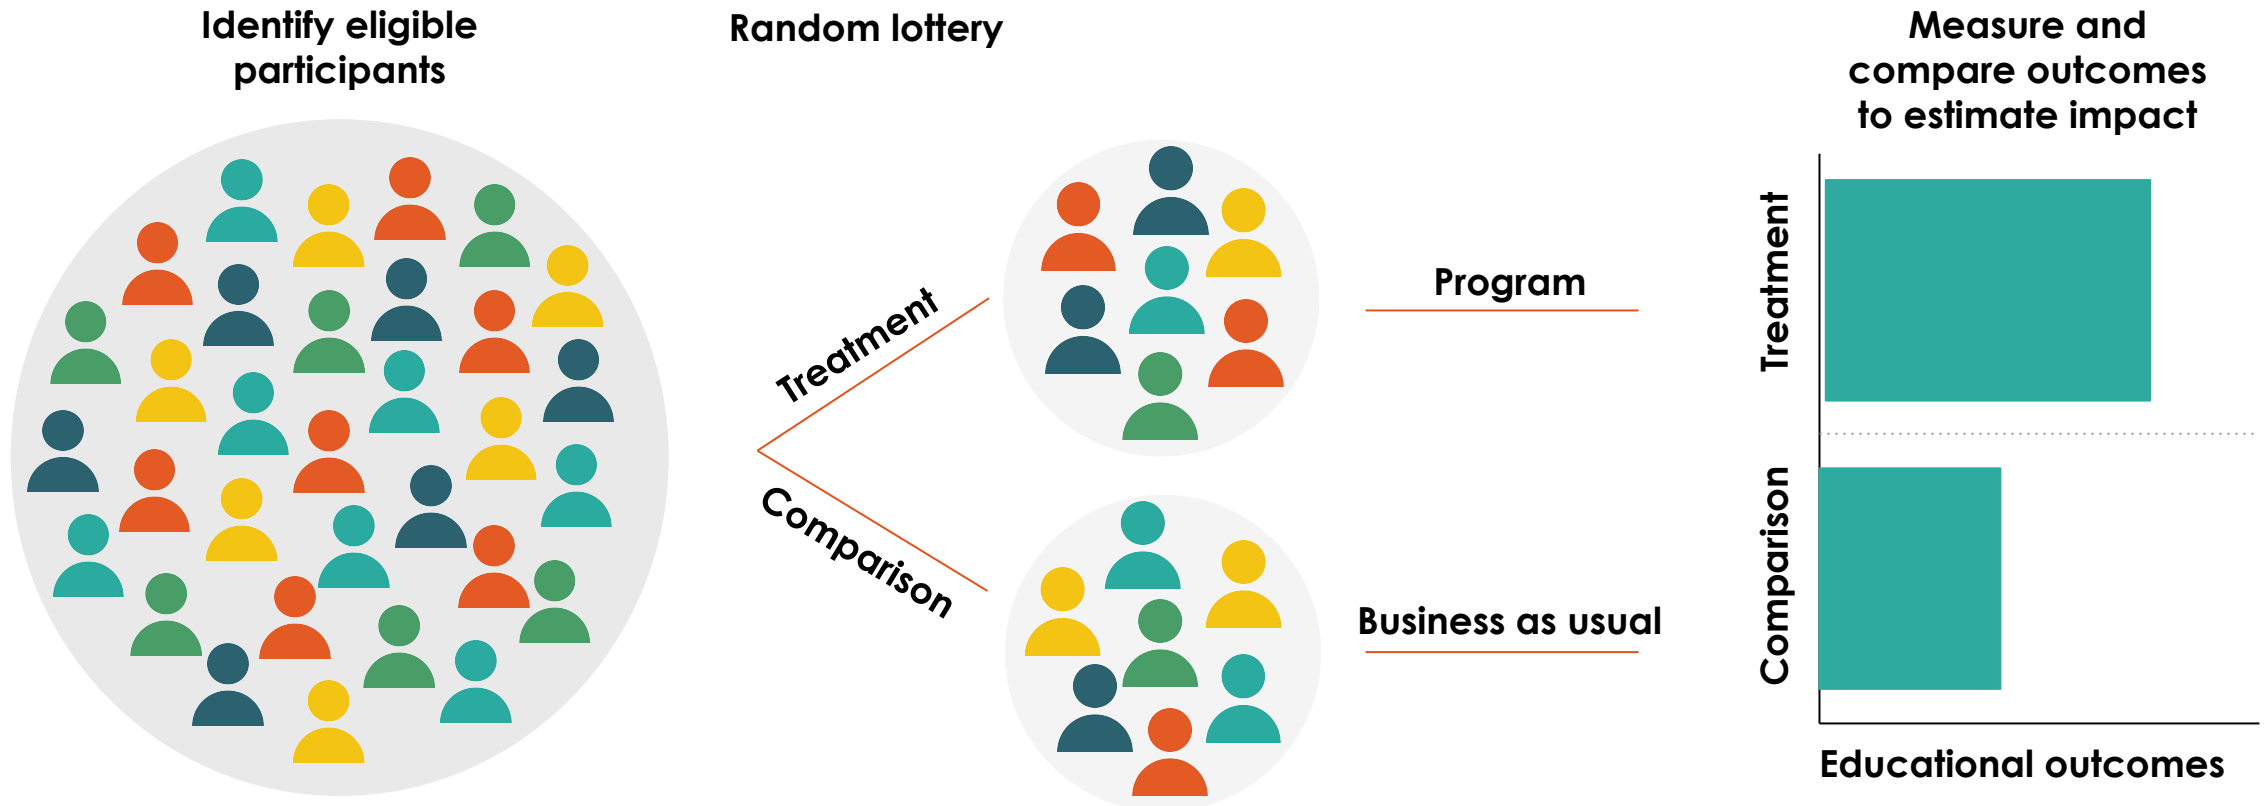 Identify eligible
participants
Random lottery
Treatment
Comparison
Program
Business as usual
Measure and
compare outcomes
to estimate impact
Treatment
Comparison
Educational outcomes